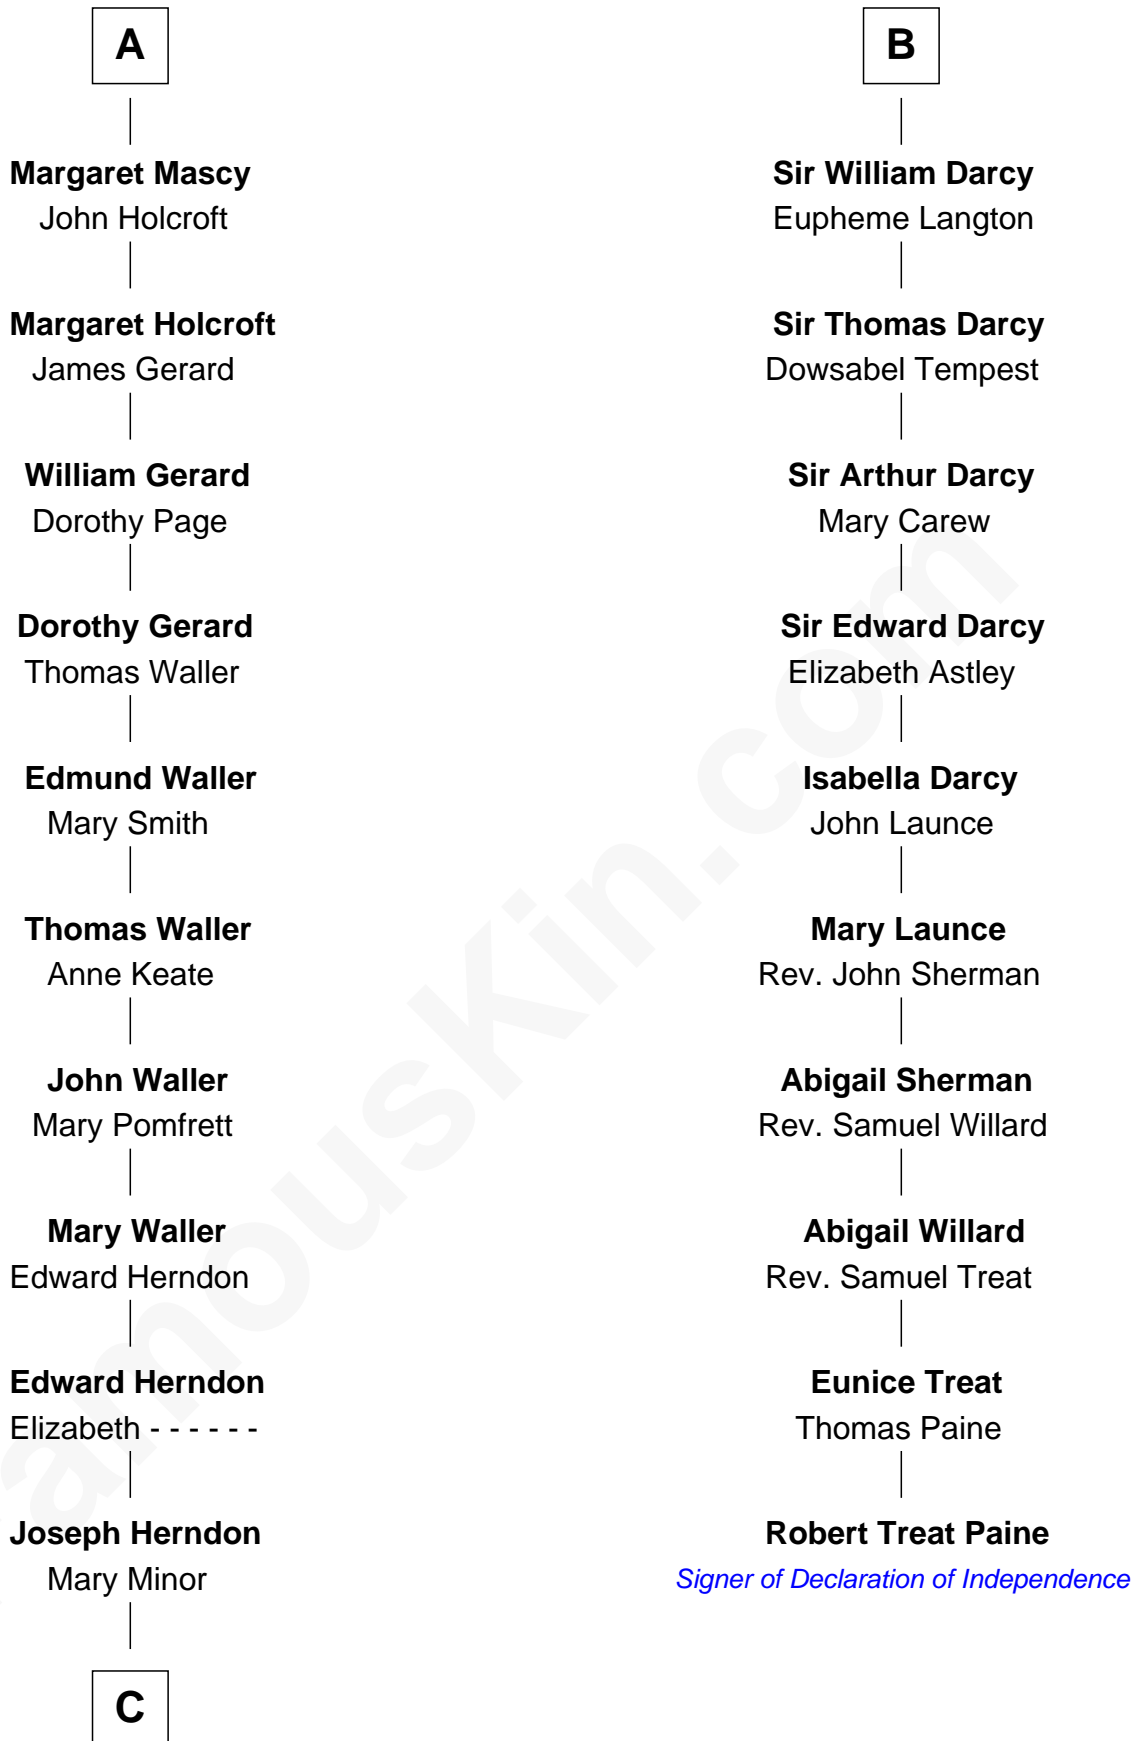 A
Margaret Mascy
John Holcroft
Margaret Holcroft
James Gerard
William Gerard
Dorothy Page
Dorothy Gerard
Thomas Waller
Edmund Waller
Mary Smith
Thomas Waller
Anne Keate
John Waller
Mary Pomfrett
Mary Waller
Edward Herndon
Edward Herndon
Elizabeth - - - - - -
Joseph Herndon
Mary Minor
C
B
Sir William Darcy
Eupheme Langton
Sir Thomas Darcy
Dowsabel Tempest
Sir Arthur Darcy
Mary Carew
Sir Edward Darcy
Elizabeth Astley
Isabella Darcy
John Launce
Mary Launce
Rev. John Sherman
Abigail Sherman
Rev. Samuel Willard
Abigail Willard
Rev. Samuel Treat
Eunice Treat
Thomas Paine
Robert Treat Paine
Signer of Declaration of Independence
amousKin.com